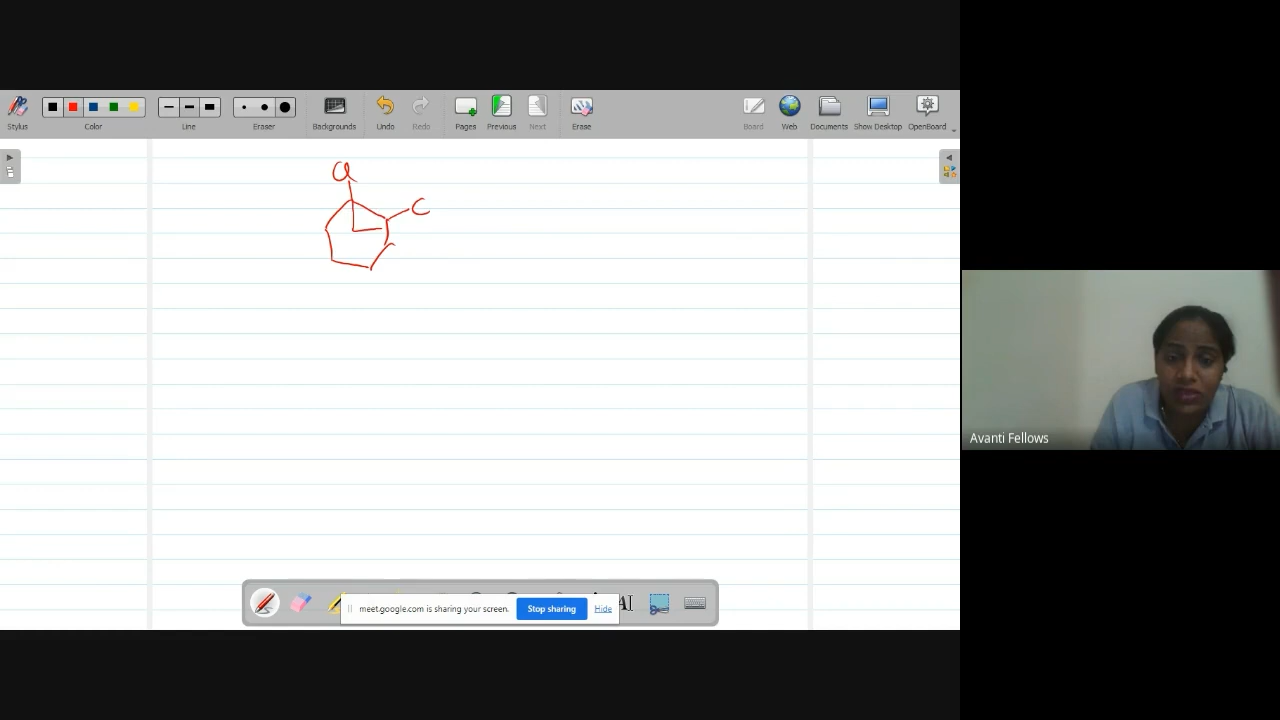 Stylus
Color
Line
Eraser
Backgrounds
Undo
Redo
Pages
Previous
Next
Erase
Board
Web
Documents
Show Desktop
OpenBoard
Cl
C
Avanti Fellows
meet.google.com is sharing your screen.
Stop sharing
Hide
AI